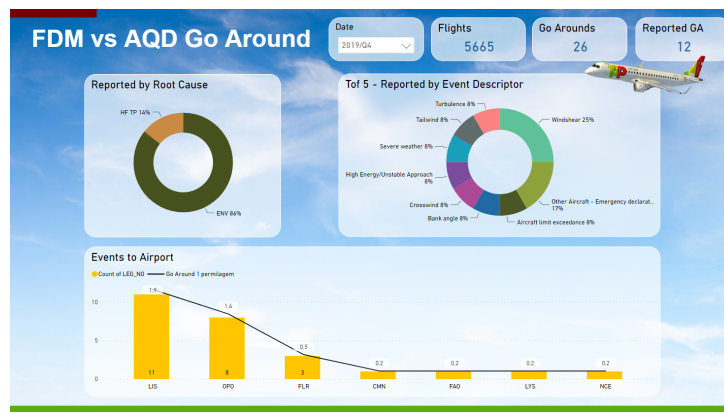 FDM vs AQD Go Around
Date
2019/Q4
Flights
5665
Go Arounds
26
Reported GA
12
TP
Reported by Root Cause
HF TP 14%
ENV 86%
Tof 5 - Reported by Event Descriptor
Turbulence 8%
Tailwind 8%
Severe weather 8%
High Energy/Unstable Approach
8%
Crosswind 8%
Bank angle 8%
Windshear 25%
Other Aircraft - Emergency declarat...
17%
Aircraft limit exceedance 8%
Events to Airport
Count of LEG_NO Go Around 1 permilagem
10
5
0
1.9
1.4
0.5
0.2
0.2
0.2
0.2
11
8
3
LIS OPO FLR CMN FAO LYS NCE